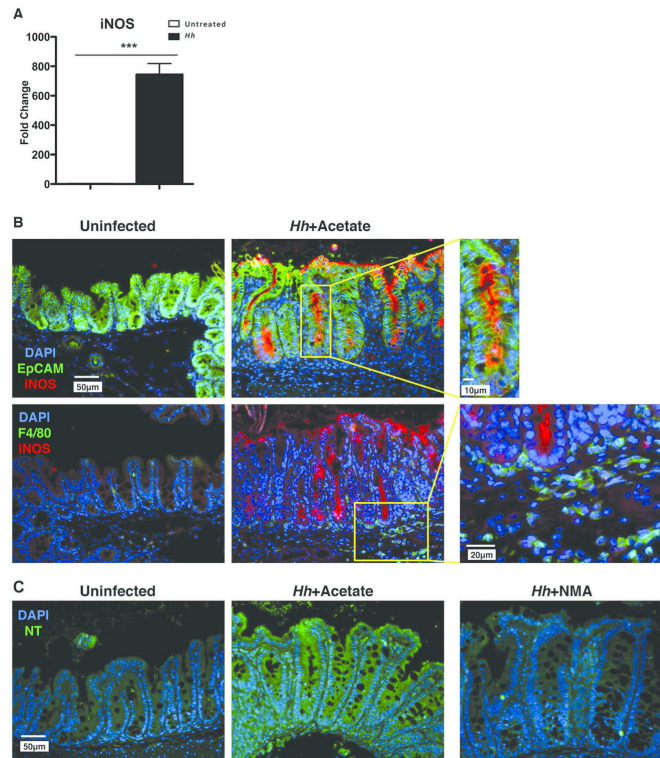 A
iNOS
Untreated
Hh
***
Fold Change
800
600
400
200
0
B
Uninfected
Hh+Acetate
DAPI
EpCAM
iNOS
50µm
10µm
DAPI
F4/80
iNOS
20µm
C
Uninfected
Hh+Acetate
Hh+NMA
DAPI
NT
50µm